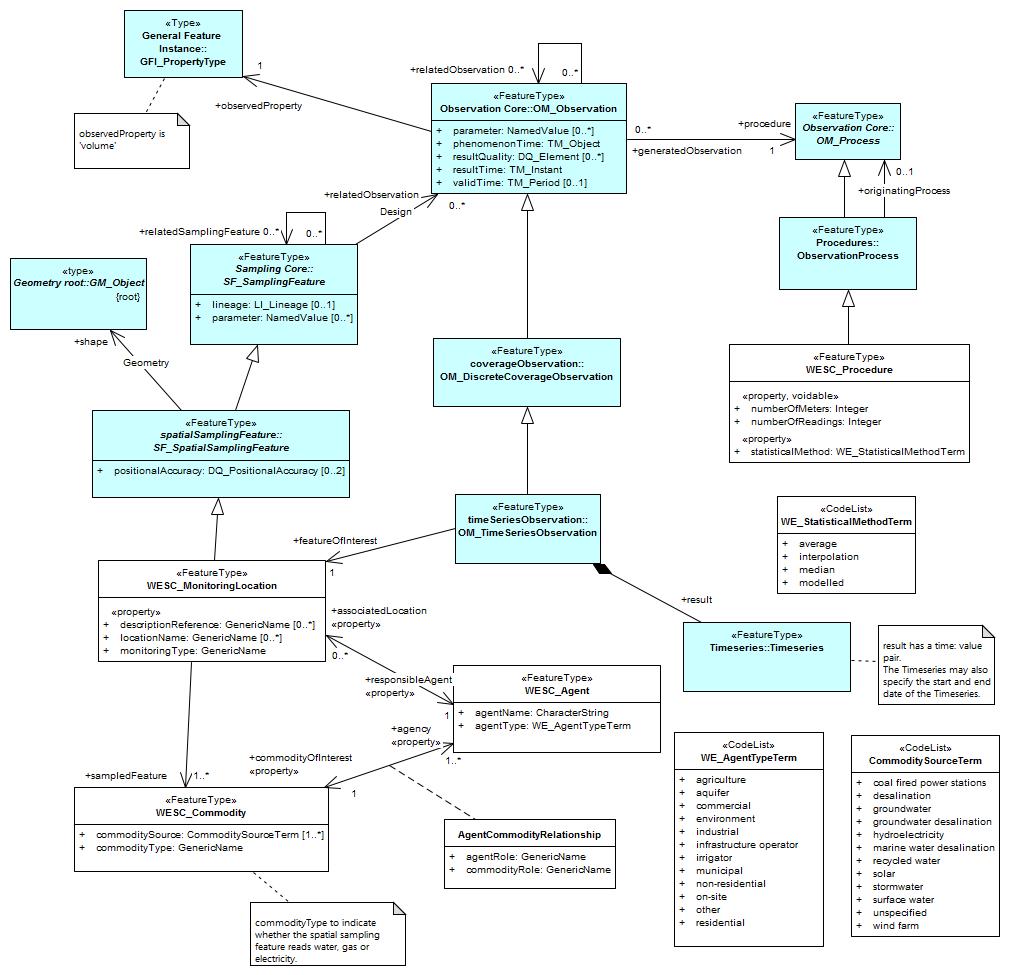 «Type»
General Feature
Instance::
GFI_PropertyType
1
+observedProperty
observedProperty is
'volume'
+relatedObservation 0..*
0..*
«FeatureType»
Observation Core::OM_Observation
+ parameter: NamedValue [0..*]
+ phenomenonTime: TM_Object
+ resultQuality: DQ_Element [0..*]
+ resultTime: TM_Instant
+ validTime: TM_Period [0..1]
0..*
+generatedObservation
+procedure
1
«FeatureType»
Observation Core::
OM_Process
0..1
+originatingProcess
+relatedObservation
Design
0..*
+relatedSamplingFeature 0..*
0..*
«FeatureType»
Sampling Core::
SF_SamplingFeature
+ lineage: LI_Lineage [0..1]
+ parameter: NamedValue [0..*]
«type»
Geometry root::GM_Object
{root}
+shape
Geometry
«FeatureType»
Procedures::
ObservationProcess
«FeatureType»
coverageObservation::
OM_DiscreteCoverageObservation
«FeatureType»
WESC_Procedure
«property, voidable»
+ numberOfMeters: Integer
+ numberOfReadings: Integer
«property»
+ statisticalMethod: WE_StatisticalMethodTerm
«FeatureType»
spatialSamplingFeature::
SF_SpatialSamplingFeature
+ positionalAccuracy: DQ_PositionalAccuracy [0..2]
«FeatureType»
timeSeriesObservation::
OM_TimeSeriesObservation
+featureOfInterest
1
«CodeList»
WE_StatisticalMethodTerm
+ average
+ interpolation
+ median
+ modelled
«FeatureType»
WESC_MonitoringLocation
«property»
+ descriptionReference: GenericName [0..*]
+ locationName: GenericName [0..*]
+ monitoringType: GenericName
+associatedLocation
«property»
0..*
+result
«FeatureType»
Timeseries::Timeseries
result has a time: value
pair.
The Timeseries may also
specify the start and end
date of the Timeseries.
+responsibleAgent
«property»
1
«FeatureType»
WESC_Agent
+ agentName: CharacterString
+ agentType: WE_AgentTypeTerm
+agency
«property»
1..*
+commodityOfInterest
«property»
1
+sampledFeature
1..*
«FeatureType»
WESC_Commodity
+ commoditySource: CommoditySourceTerm [1..*]
+ commodityType: GenericName
AgentCommodityRelationship
+ agentRole: GenericName
+ commodityRole: GenericName
«CodeList»
WE_AgentTypeTerm
+ agriculture
+ aquifer
+ commercial
+ environment
+ industrial
+ infrastructure operator
+ irrigator
+ municipal
+ non-residential
+ on-site
+ other
+ residential
«CodeList»
CommoditySourceTerm
+ coal fired power stations
+ desalination
+ groundwater
+ groundwater desalination
+ hydroelectricity
+ marine water desalination
+ recycled water
+ solar
+ stormwater
+ surface water
+ unspecified
+ wind farm
commodityType to indicate
whether the spatial sampling
feature reads water, gas or
electricity.